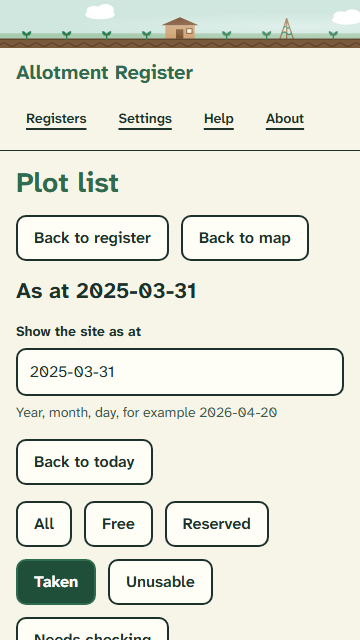 Allotment Register
Registers Settings Help About
Plot list
Back to register Back to map
As at 2025-03-31
Show the site as at
2025-03-31
Year, month, day, for example 2026-04-20
Back to today
All Free Reserved
Taken Unusable
Needs checking